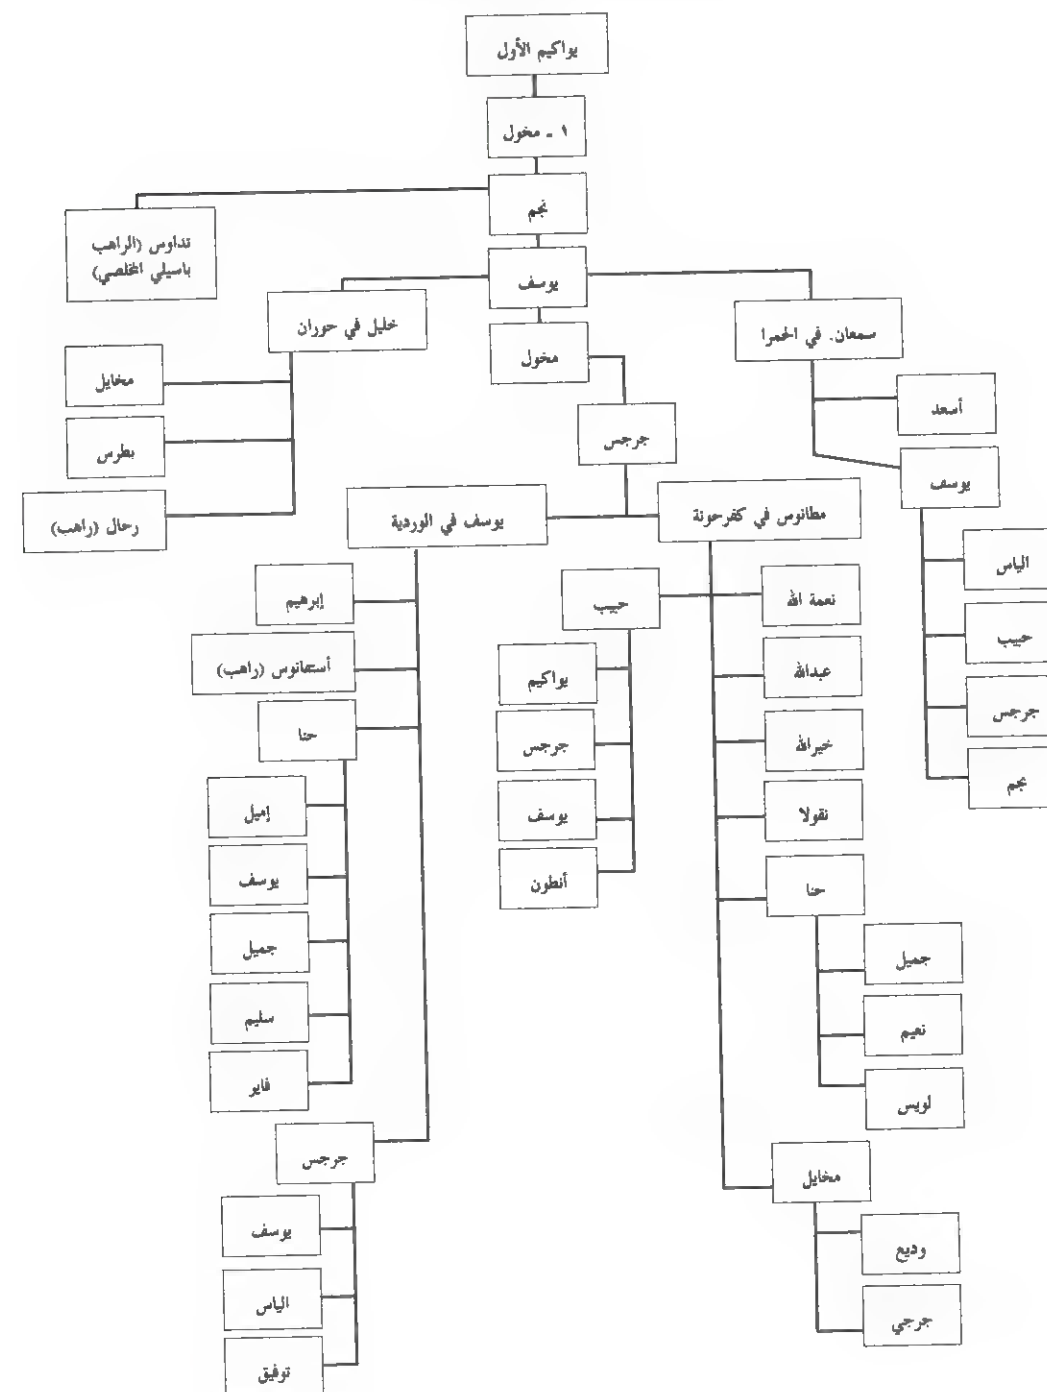 يواكيم الأول
١ ـ مخول
نجم
تداوس (الراهب
باسيلي المخلصي)
يوسف
خليل في حوران
سمعان. في الحمرا
مخول
مخايل
بطرس
رحال (راهب)
أسعد
يوسف
الياس
حبيب
جرجس
نجم
جرجس
يوسف في الوردية
مطانوس في كفرحونة
إبرهيم
أستفانوس (راهب)
حنا
إميل
يوسف
جميل
سليم
فايو
جرجس
يوسف
الياس
توفيق
حبيب
يواكيم
جرجس
يوسف
أنطون
نعمة الله
عبدالله
خيرالله
نقولا
حنا
جميل
نعيم
لويس
مخايل
وديع
جرجي